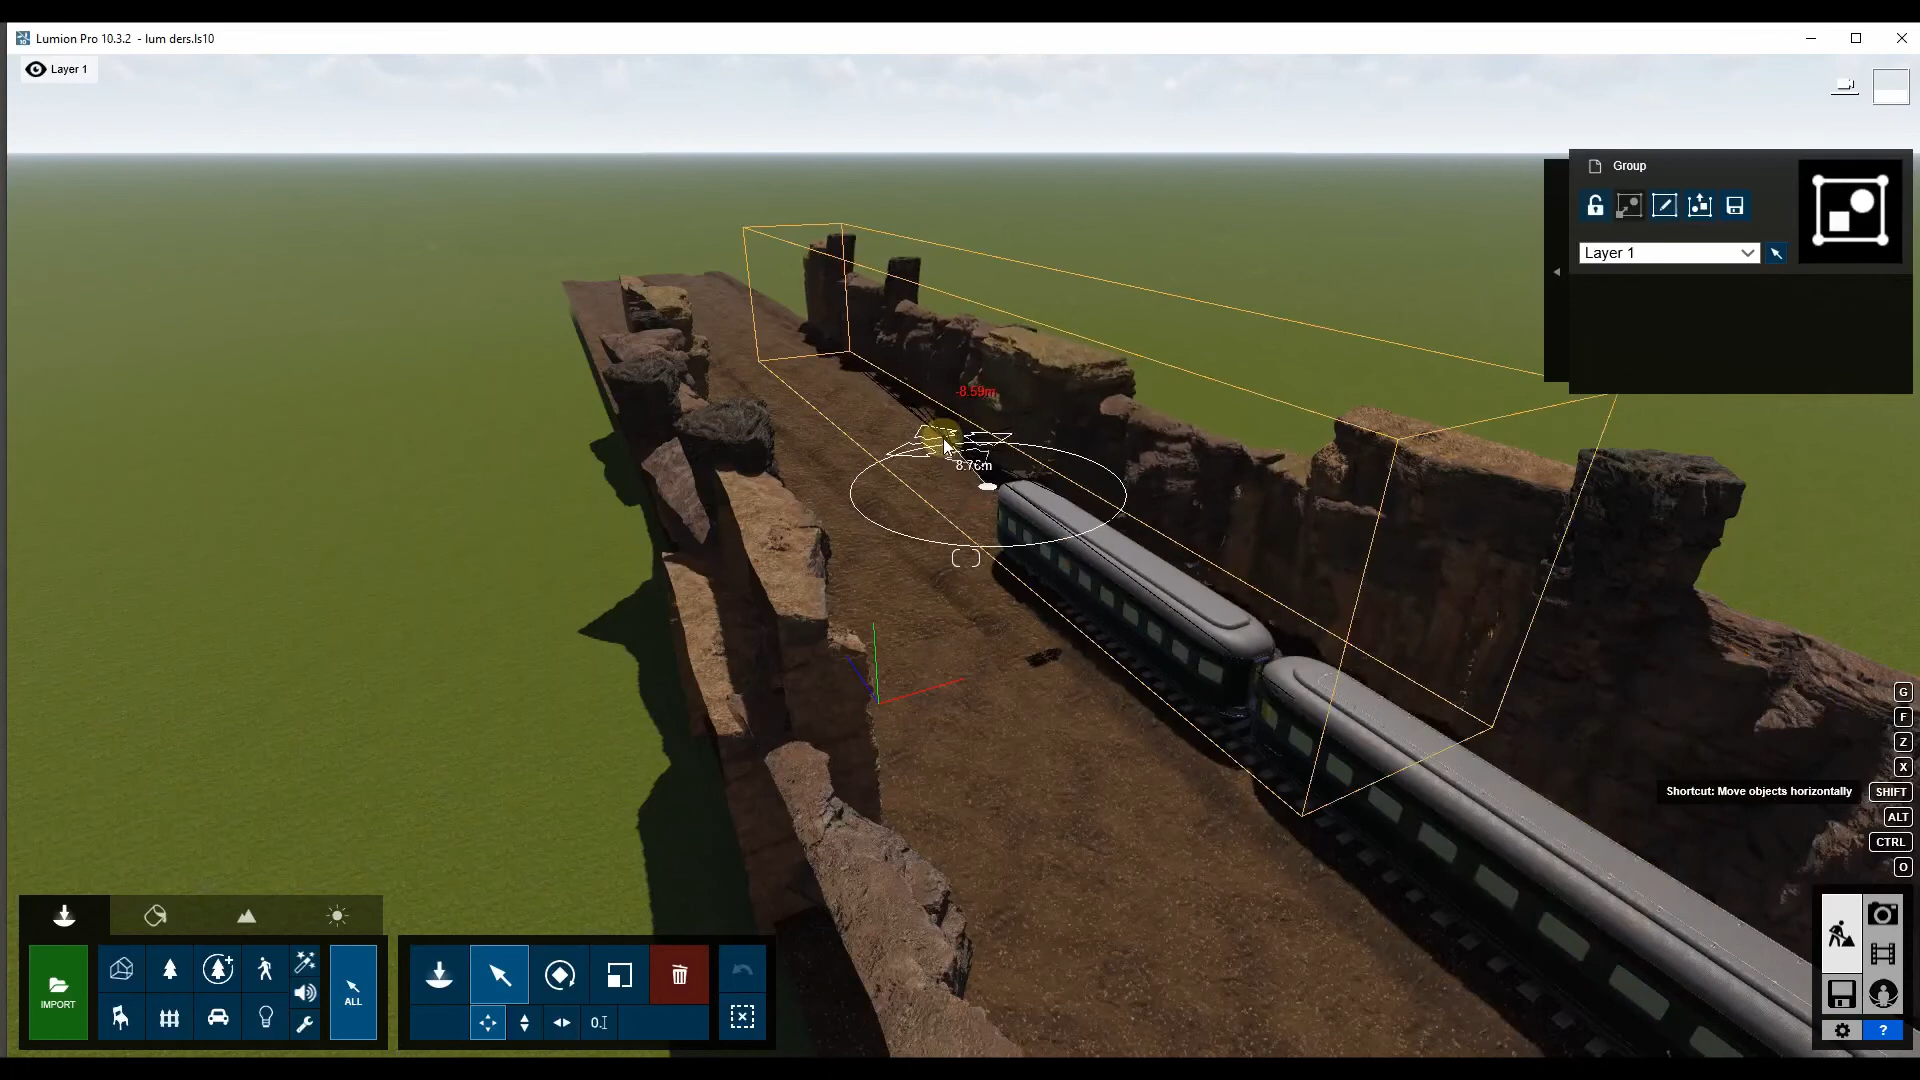 Lumion Pro 10.3.2 - lum ders.ls10
Layer 1
Group
Layer 1
-8.59m
8.76m
G
F
Z
X
Shortcut: Move objects horizontally
SHIFT
ALT
CTRL
O
IMPORT
ALL
0.
?